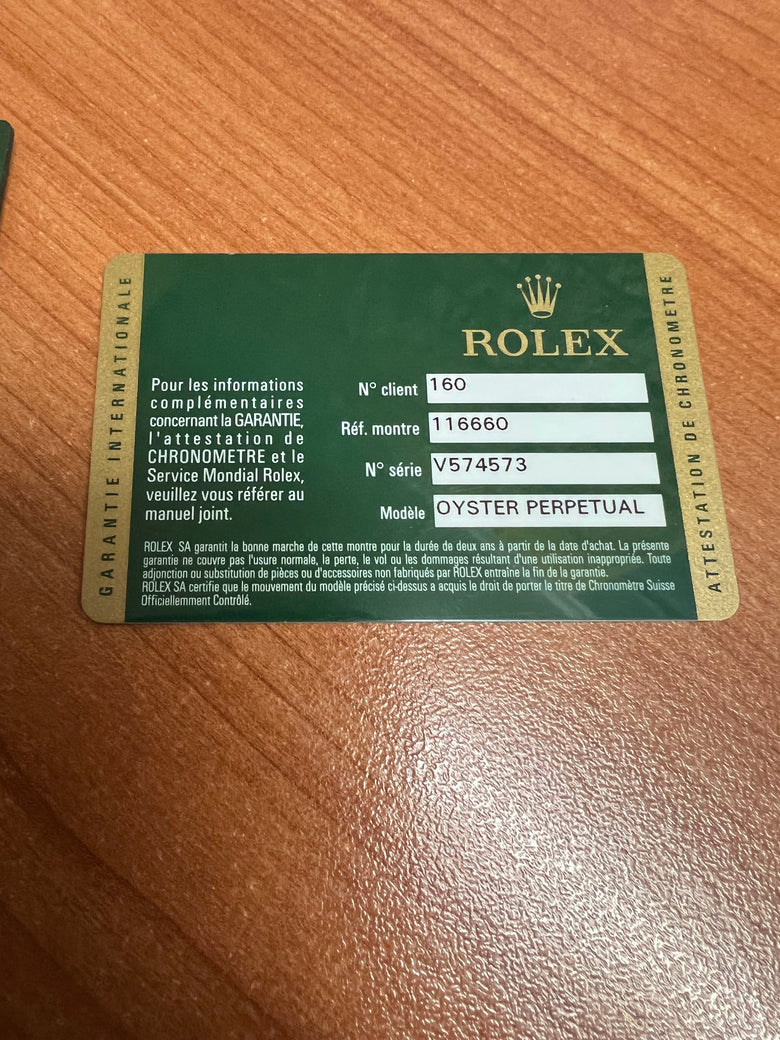 GARANTIE INTERNATIONALE
ROLEX
Pour les informations
complémentaires
concernant la GARANTIE,
l'attestation de
CHRONOMETRE et le
Service Mondial Rolex,
veuillez vous référer au
manuel joint.
N° client 160
Réf. montre 116660
N° série V574573
Modèle OYSTER PERPETUAL
ROLEX SA garantit la bonne marche de cette montre pour la durée de deux ans à partir de la date d'achat. La présente
garantie ne couvre pas l'usure normale, la perte, le vol ou les dommages résultant d'une utilisation inappropriée. Toute
adjonction ou substitution de pièces ou d'accessoires non fabriqués par ROLEX entraîne la fin de la garantie.
ROLEX SA certifie que le mouvement du modèle précisé ci-dessus a acquis le droit de porter le titre de Chronomètre Suisse
Officiellement Contrôlé.
ATTESTATION DE CHRONOMETRE